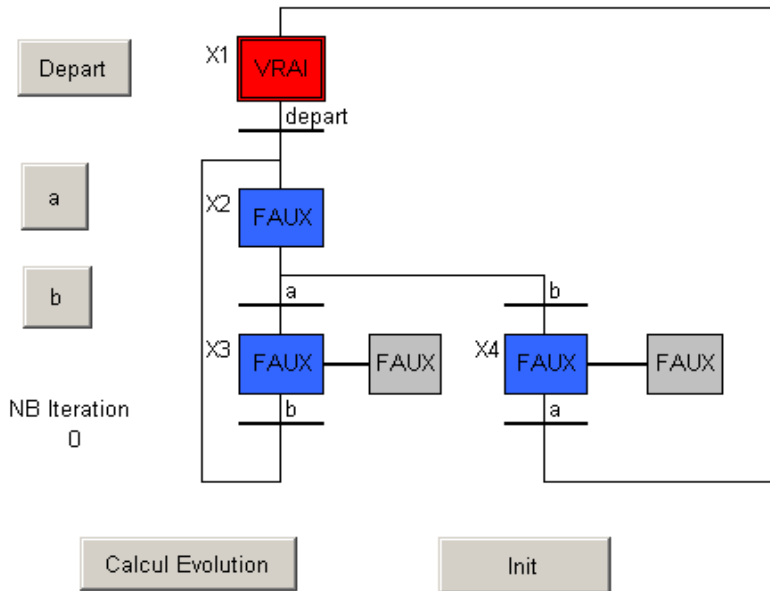 X1
VRAI
Depart
depart
a
X2
FAUX
b
a
b
X3
FAUX
FAUX
X4
FAUX
FAUX
NB Iteration
0
b
a
Calcul Evolution
Init